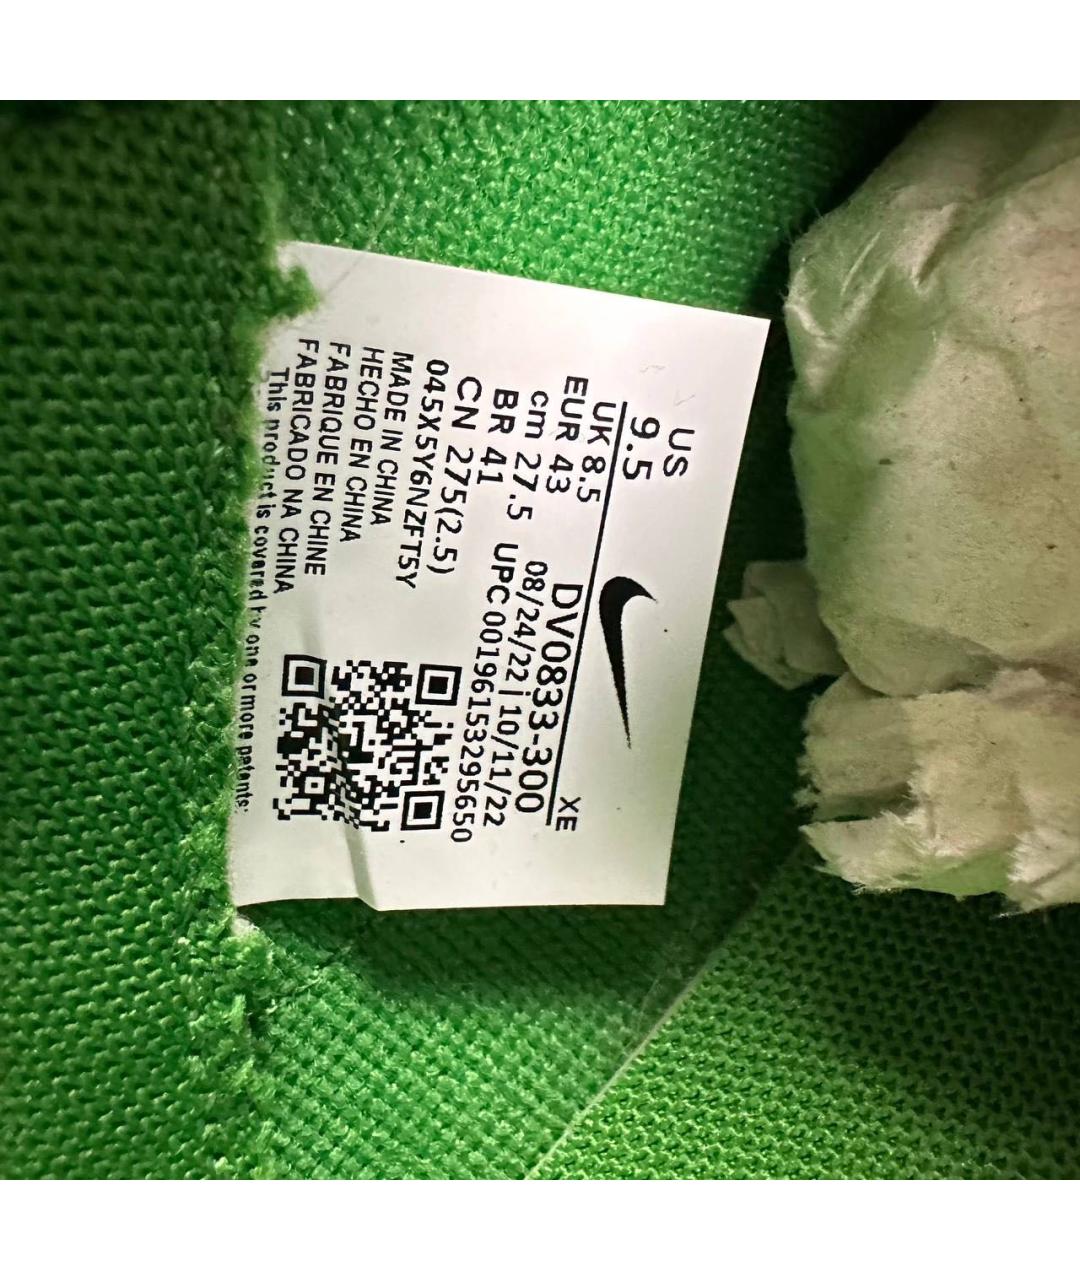 US
9.5
XE
UK 8.5
EUR 43
DV0833-300
cm 27.5
08/24/22 | 10/11/22
BR 41
UPC 00196153295650
CN 275(2.5)
045X5Y6NZFT5Y
MADE IN CHINA
HECHO EN CHINA
FABRIQUE EN CHINE
FABRICADO NA CHINA
This product is covered by one or more patents: